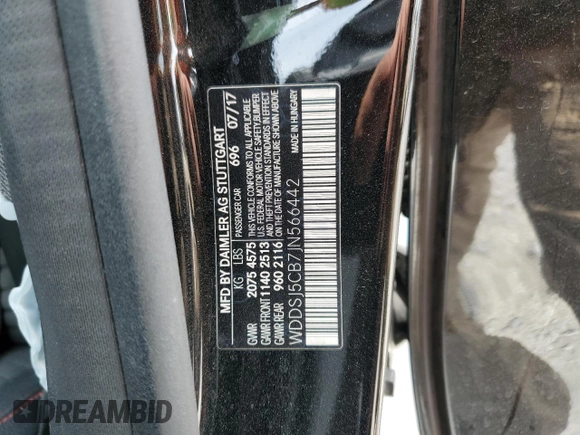 MFD BY DAIMLER AG STUTTGART
PASSENGER CAR 696 07/17
KG LBS THIS VEHICLE CONFORMS TO ALL APPLICABLE
GVWR 2075 4575 U.S. FEDERAL MOTOR VEHICLE SAFETY, BUMPER
GAWR FRONT 1140 2513 AND THEFT PREVENTION STANDARDS IN EFFECT
GAWR REAR 960 2116 ON THE DATE OF MANUFACTURE SHOWN ABOVE
MADE IN HUNGARY
WDDSJ5CB7JN566442
DREAMBID